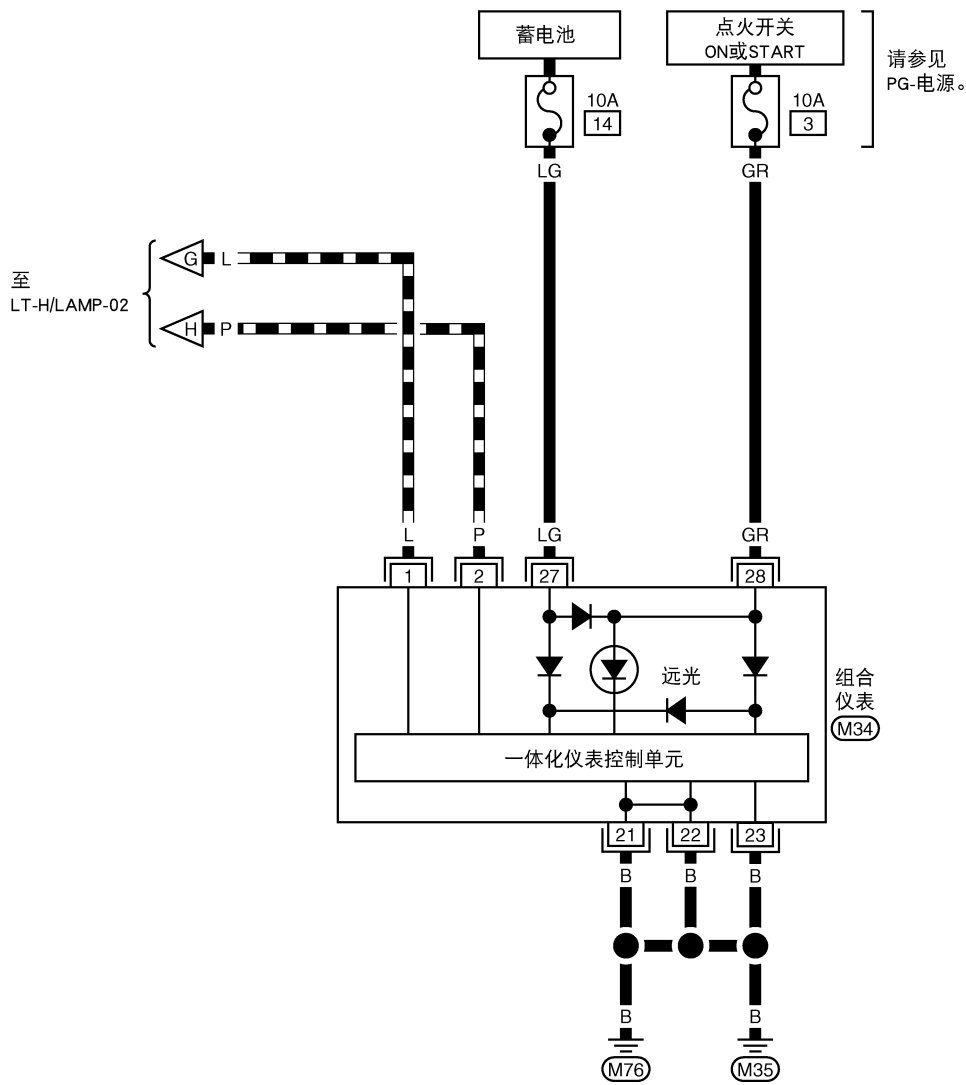 蓄电池
点火开关
ON或START
请参见
PG-电源。
10A
14
10A
3
LG
GR
G
L
至
LT-H/LAMP-02
H
P
L
P
LG
GR
1
2
27
28
远光
组合
仪表
M34
一体化仪表控制单元
21
22
23
B
B
B
B
B
M76
M35